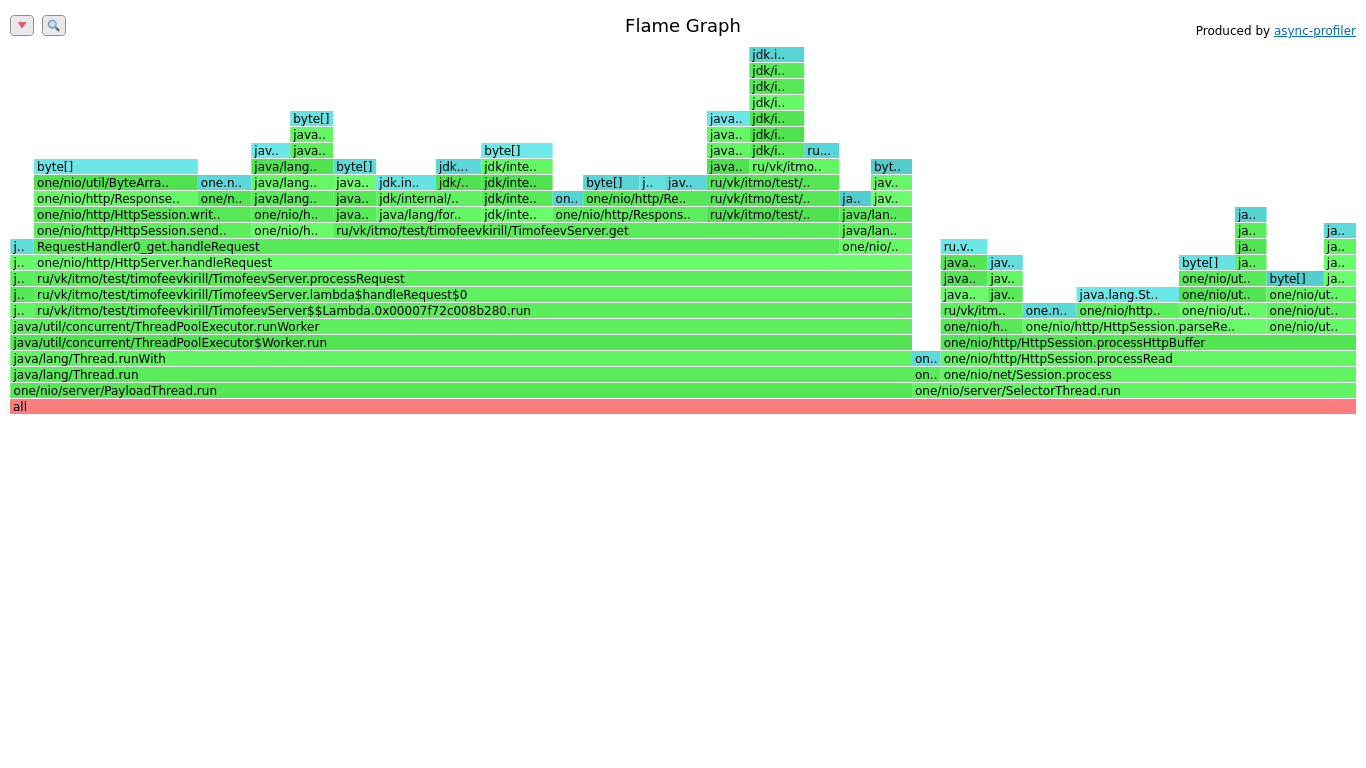 Flame Graph
Produced by async-profiler
jdk.i..
jdk/i..
jdk/i..
jdk/i..
byte[] java.. jdk/i..
java.. java.. jdk/i..
jav.. java.. byte[] java.. jdk/i.. ru...
byte[] java/lang.. byte[] jdk... jdk/inte.. java.. ru/vk/itmo.. byt..
one/nio/util/ByteArra.. one.n.. java/lang.. java.. jdk.in.. jdk/.. jdk/inte.. byte[] j.. jav.. ru/vk/itmo/test/.. jav..
one/nio/http/Response.. one/n.. java/lang.. java.. jdk/internal/.. jdk/inte.. on.. one/nio/http/Re.. ru/vk/itmo/test/.. ja.. jav..
one/nio/http/HttpSession.writ.. one/nio/h.. java.. java/lang/for.. jdk/inte.. one/nio/http/Respons.. ru/vk/itmo/test/.. java/lan.. ja..
one/nio/http/HttpSession.send.. one/nio/h.. ru/vk/itmo/test/timofeevkirill/TimofeevServer.get java/lan.. ja.. ja..
j.. RequestHandler0_get.handleRequest one/nio/.. ru.v.. ja.. ja..
j.. one/nio/http/HttpServer.handleRequest java.. jav.. byte[] ja.. ja..
j.. ru/vk/itmo/test/timofeevkirill/TimofeevServer.processRequest java.. jav.. one/nio/ut.. byte[] ja..
j.. ru/vk/itmo/test/timofeevkirill/TimofeevServer.lambda$handleRequest$0 java.. jav.. java.lang.St.. one/nio/ut.. one/nio/ut..
j.. ru/vk/itmo/test/timofeevkirill/TimofeevServer$$Lambda.0x00007f72c008b280.run ru/vk/itm.. one.n.. one/nio/http.. one/nio/ut.. one/nio/ut..
java/util/concurrent/ThreadPoolExecutor.runWorker one/nio/h.. one/nio/http/HttpSession.parseRe.. one/nio/ut..
java/util/concurrent/ThreadPoolExecutor$Worker.run one/nio/http/HttpSession.processHttpBuffer
java/lang/Thread.runWith on.. one/nio/http/HttpSession.processRead
java/lang/Thread.run on.. one/nio/net/Session.process
one/nio/server/PayloadThread.run one/nio/server/SelectorThread.run
all